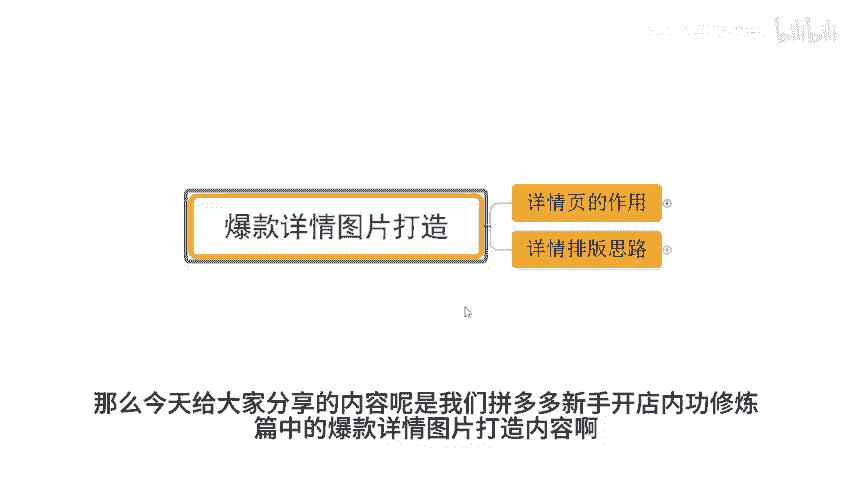 bilibili
详情页的作用
爆款详情图片打造
详情排版思路
那么今天给大家分享的内容呢是我们拼多多新手开店内功修炼
篇中的爆款详情图片打造内容啊